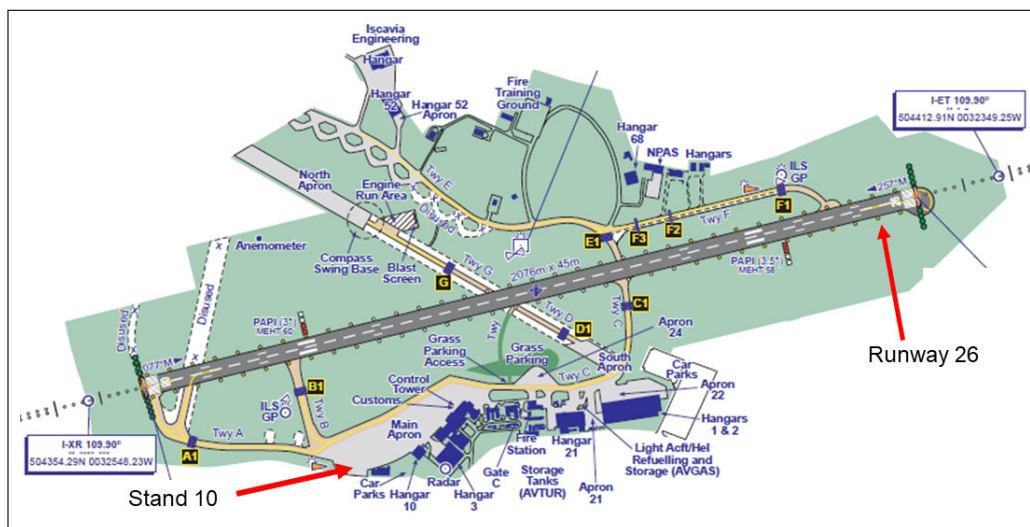 Iscavia
Engineering
Hangar
Hangar
52
Hangar 52
Apron
Fire
Training
Ground
Hangar
68
NPAS
Hangars
ILS
GP
I-ET 109.90°
504412.91N 0032349.25W
257°M
North
Apron
Engine
Run Area
Twy E
Disused
E1
F3
F2
Twy F
F1
26
Anemometer
Compass
Swing Base
Blast
Screen
G
Twy G
2076m x 45m
PAPI (3.5°)
MEHT 58
Disused
Disused
PAPI (3°)
MEHT 60
Twy
Twy D
D1
C1
Twy C
Apron
24
Runway 26
077°M
08
Grass
Parking
Access
Grass
Parking
South
Apron
Twy C
Car
Parks
Apron
22
ILS
GP
B1
Twy B
Control
Tower
Customs
Main
Apron
Hangars
1 & 2
I-XR 109.90°
504354.29N 0032548.23W
A1
Twy A
Stand 10
Car
Parks
Hangar
10
Radar
Hangar
3
Gate
C
Fire
Station
Storage
Tanks
(AVTUR)
Hangar
21
Apron
21
Light Acft/Hel
Refuelling and
Storage (AVGAS)